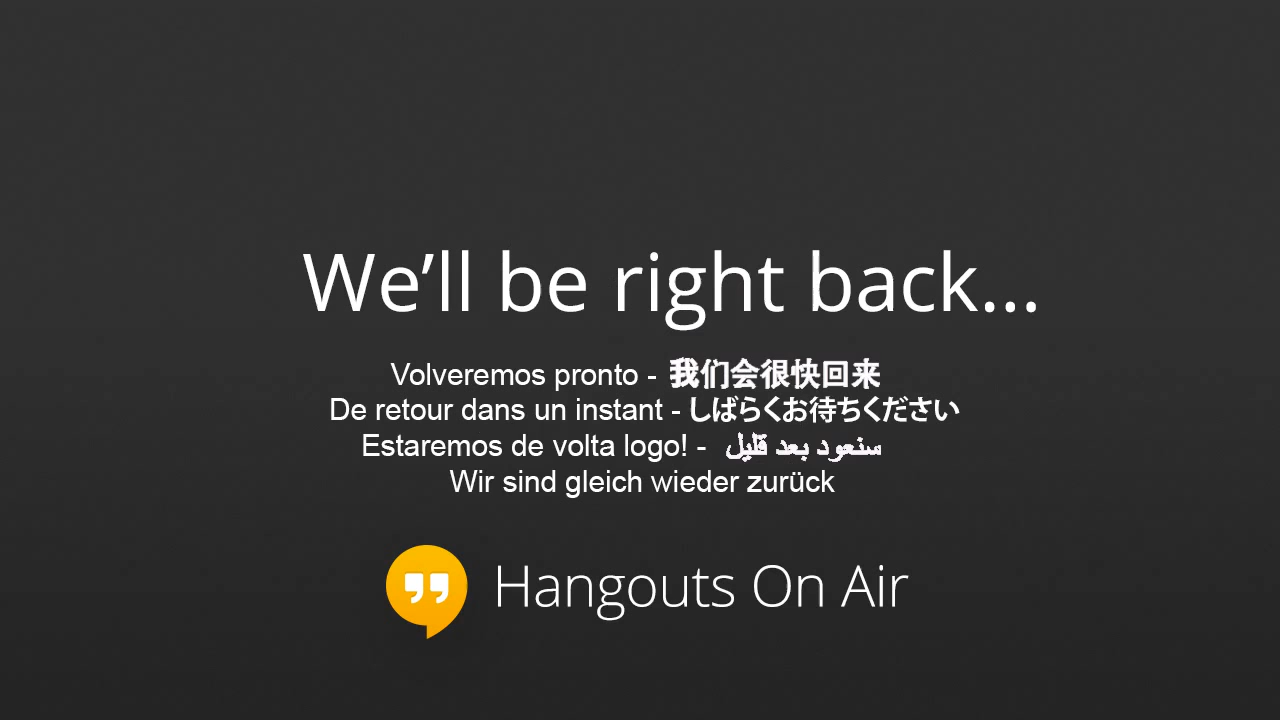 We’ll be right back...
Volveremos pronto - 我们会很快回来
De retour dans un instant - しばらくお待ちください
Estaremos de volta logo! - سنعود بعد قليل
Wir sind gleich wieder zurück
Hangouts On Air